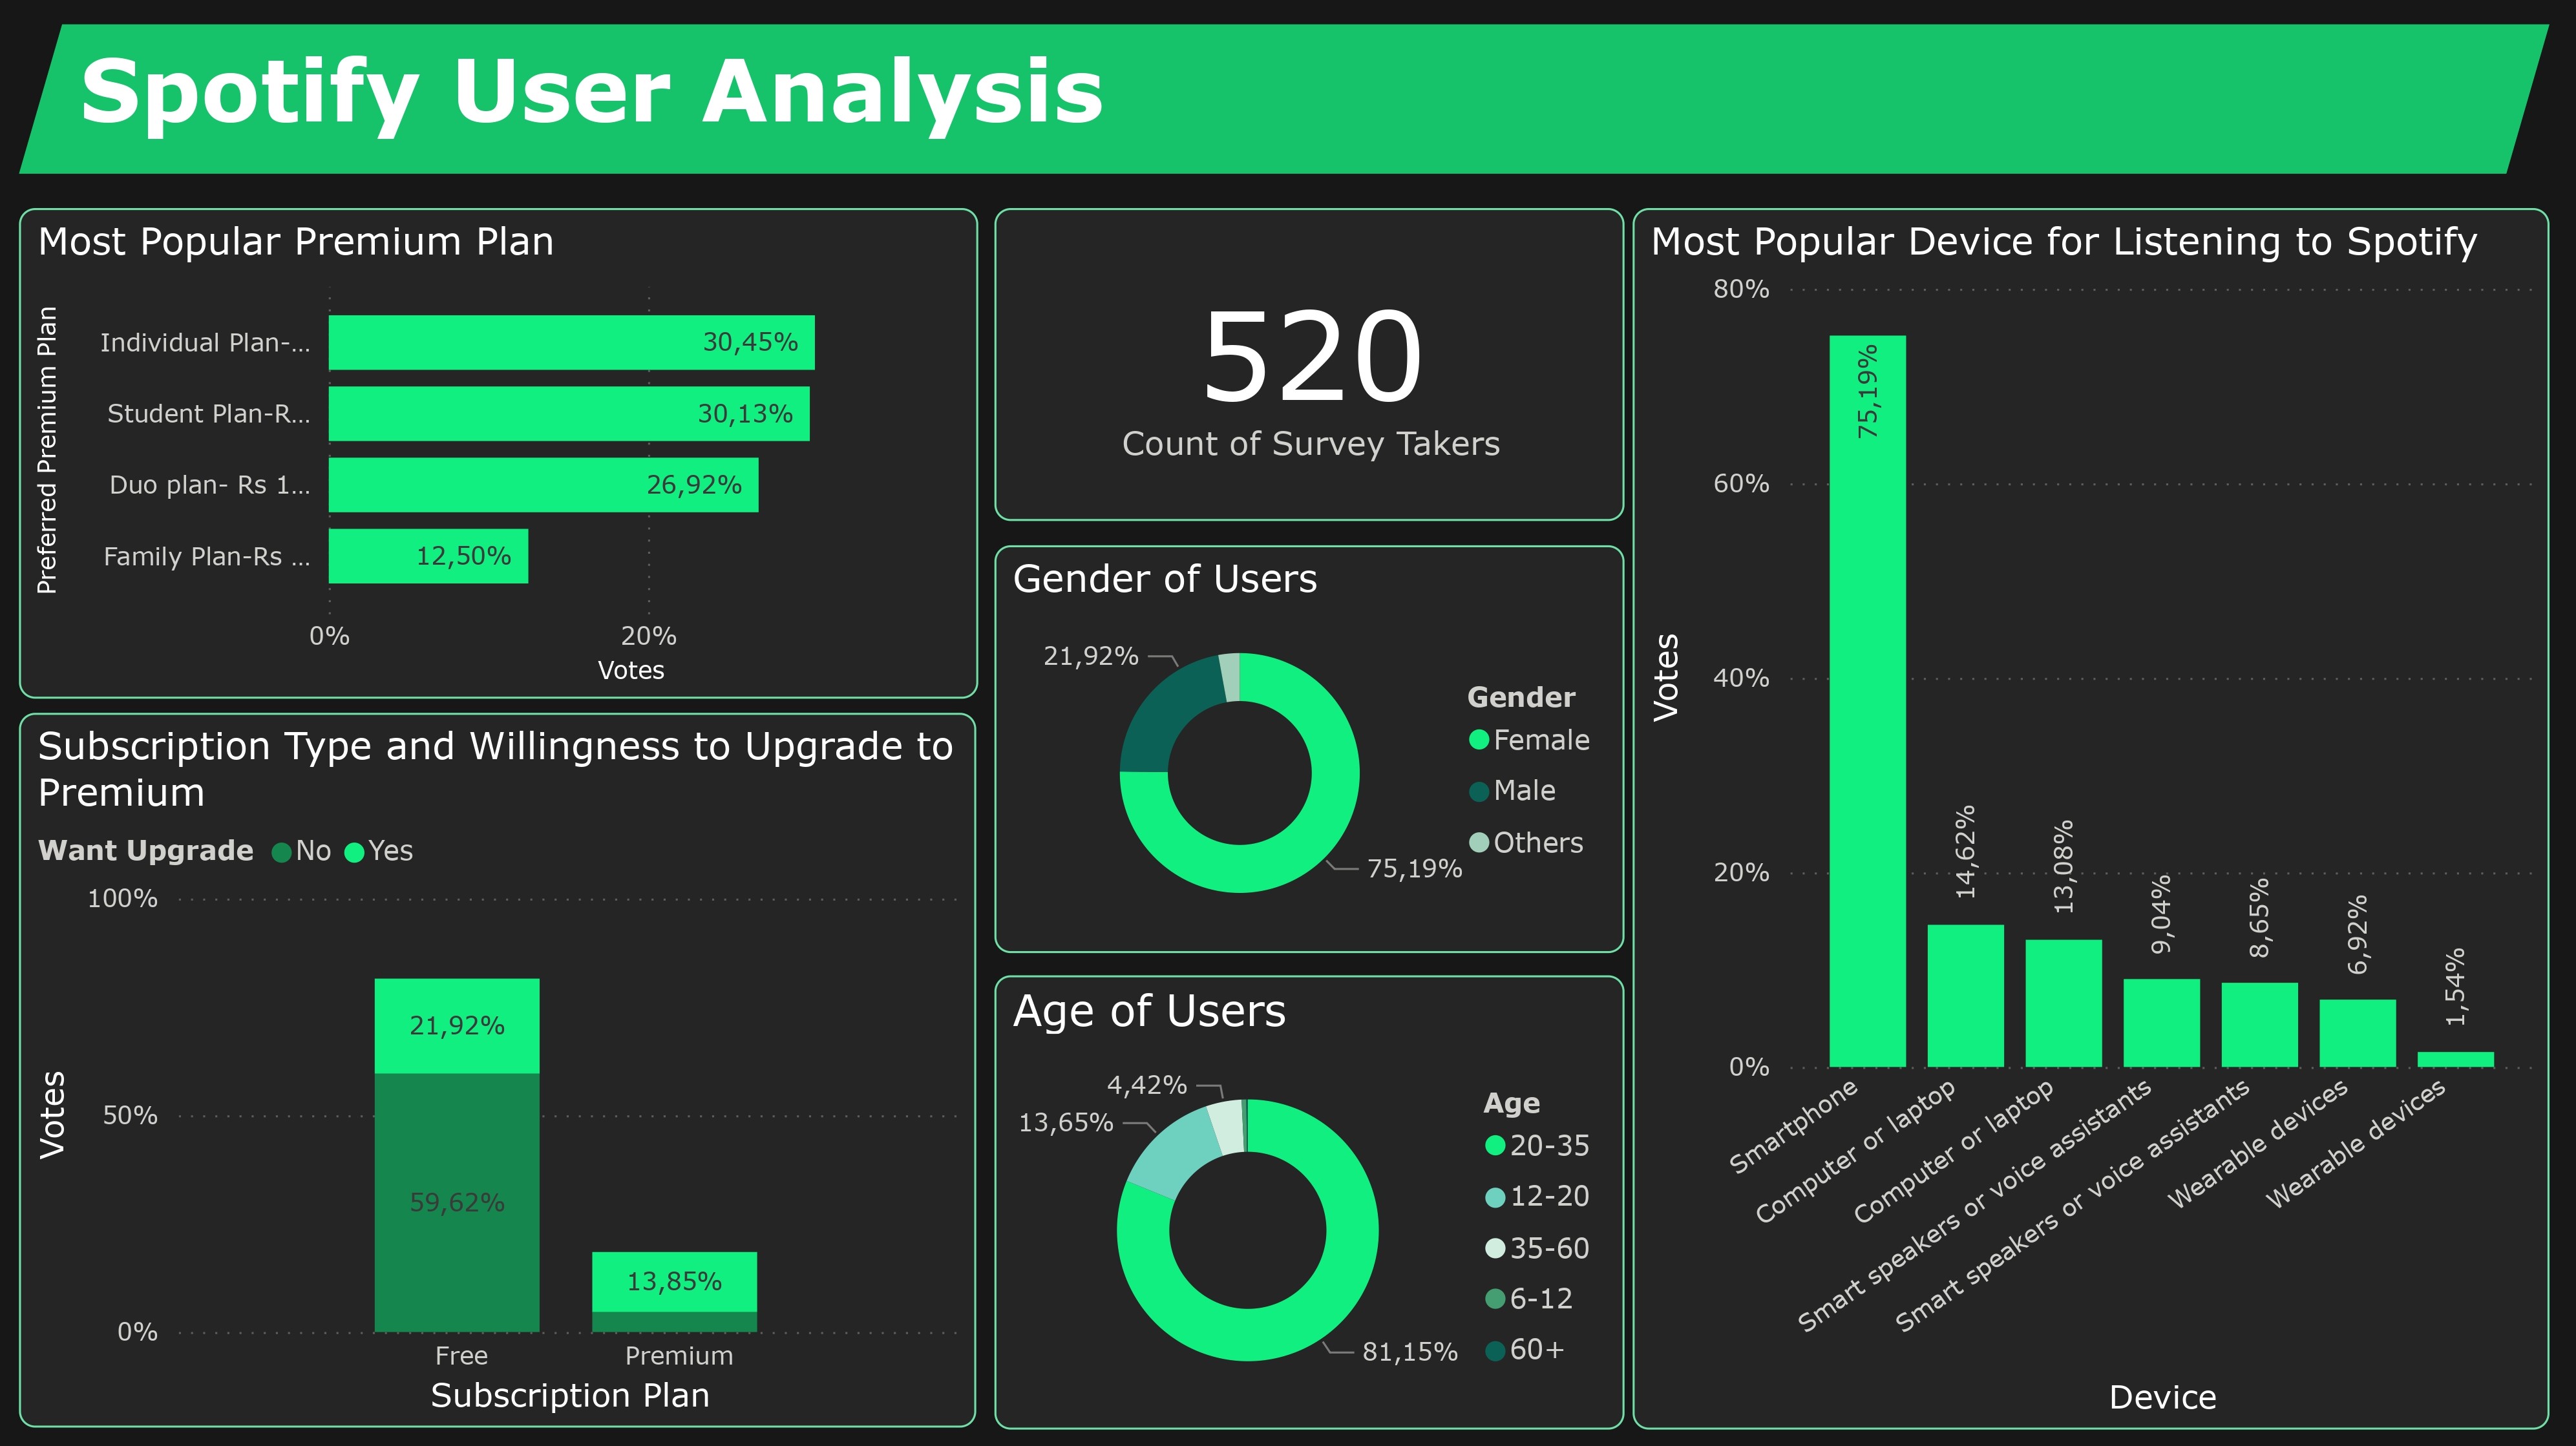 Spotify User Analysis
Most Popular Premium Plan
Preferred Premium Plan
Individual Plan-...
30,45%
Student Plan-R...
30,13%
Duo plan- Rs 1...
26,92%
Family Plan-Rs ...
12,50%
0%
20%
Votes
Subscription Type and Willingness to Upgrade to
Premium
Want Upgrade No Yes
Votes
100%
50%
0%
21,92%
59,62%
13,85%
Free
Premium
Subscription Plan
520
Count of Survey Takers
Gender of Users
21,92%
75,19%
Gender
Female
Male
Others
Age of Users
4,42%
13,65%
81,15%
Age
20-35
12-20
35-60
6-12
60+
Most Popular Device for Listening to Spotify
Votes
80%
60%
40%
20%
0%
75,19%
14,62%
13,08%
9,04%
8,65%
6,92%
1,54%
Smartphone
Computer or laptop
Computer or laptop
Smart speakers or voice assistants
Smart speakers or voice assistants
Wearable devices
Wearable devices
Device